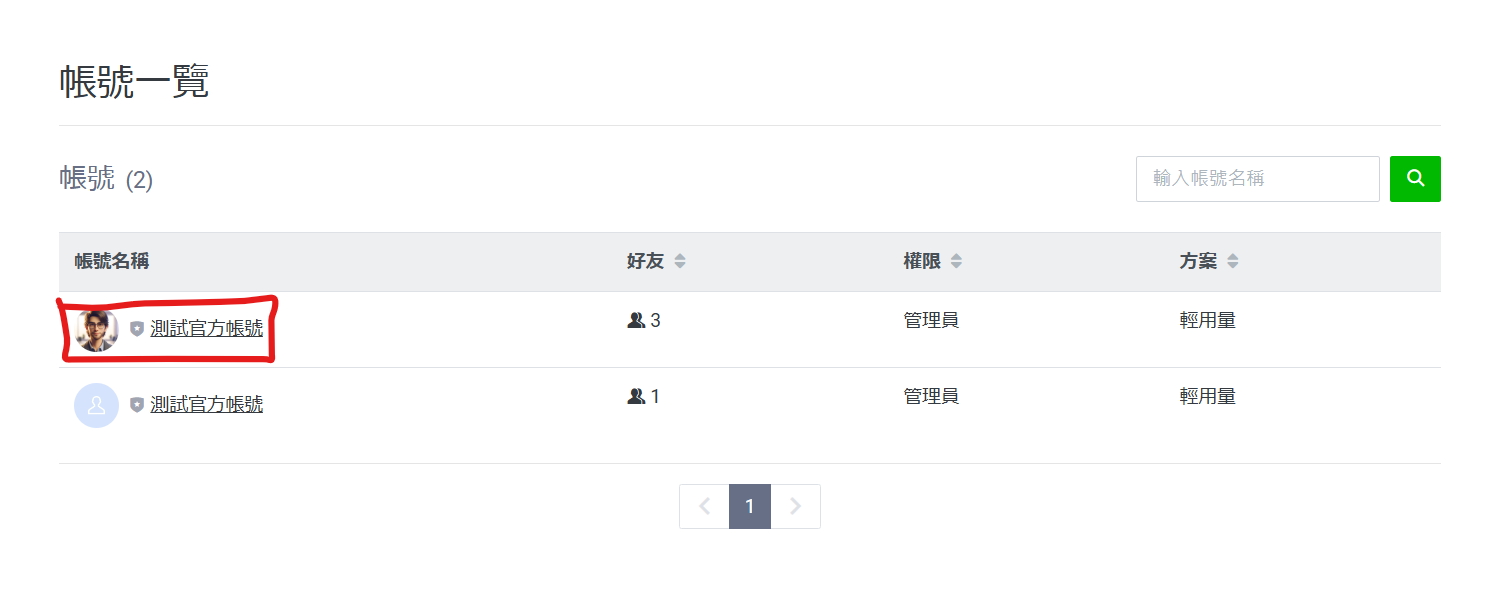 帳號一覽
帳號 (2)
輸入帳號名稱
帳號名稱 好友 權限 方案
測試官方帳號 3 管理員 輕用量
測試官方帳號 1 管理員 輕用量
1